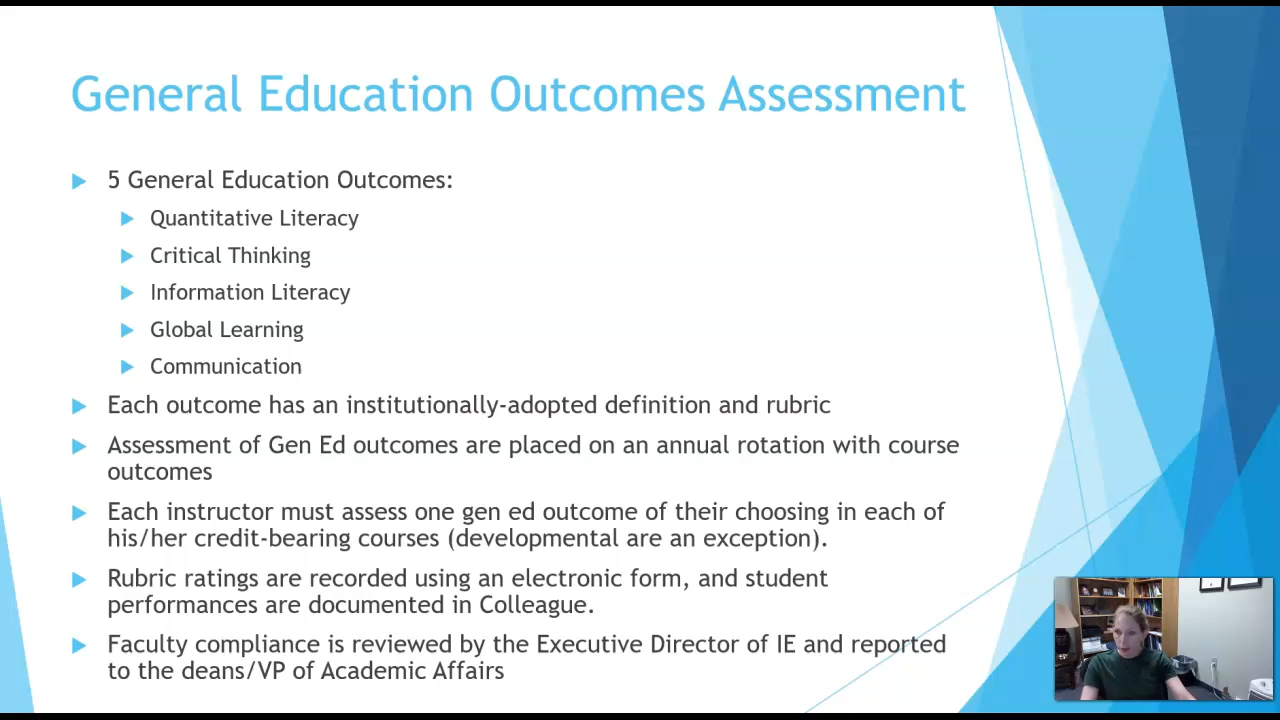 General Education Outcomes Assessment
5 General Education Outcomes:
Quantitative Literacy
Critical Thinking
Information Literacy
Global Learning
Communication
Each outcome has an institutionally-adopted definition and rubric
Assessment of Gen Ed outcomes are placed on an annual rotation with course
outcomes
Each instructor must assess one gen ed outcome of their choosing in each of
his/her credit-bearing courses (developmental are an exception).
Rubric ratings are recorded using an electronic form, and student
performances are documented in Colleague.
Faculty compliance is reviewed by the Executive Director of IE and reported
to the deans/VP of Academic Affairs